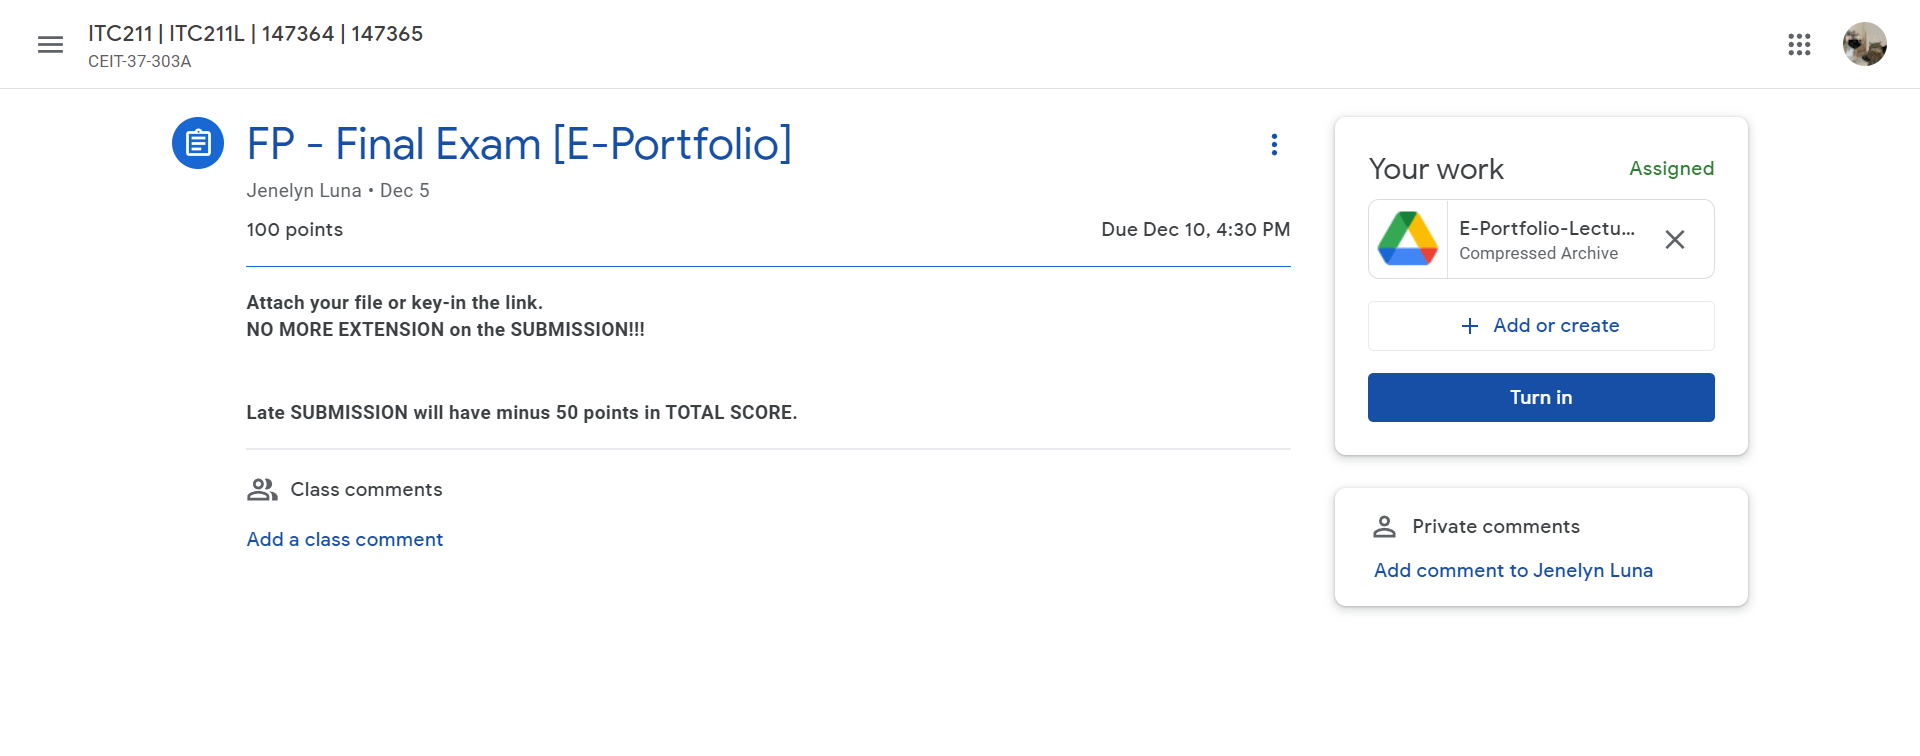 ITC211 | ITC211L | 147364 | 147365
CEIT-37-303A
FP - Final Exam [E-Portfolio]
Jenelyn Luna • Dec 5
100 points
Due Dec 10, 4:30 PM
Attach your file or key-in the link.
NO MORE EXTENSION on the SUBMISSION!!!
Late SUBMISSION will have minus 50 points in TOTAL SCORE.
Class comments
Add a class comment
Your work
Assigned
E-Portfolio-Lectu...
Compressed Archive
Add or create
Turn in
Private comments
Add comment to Jenelyn Luna